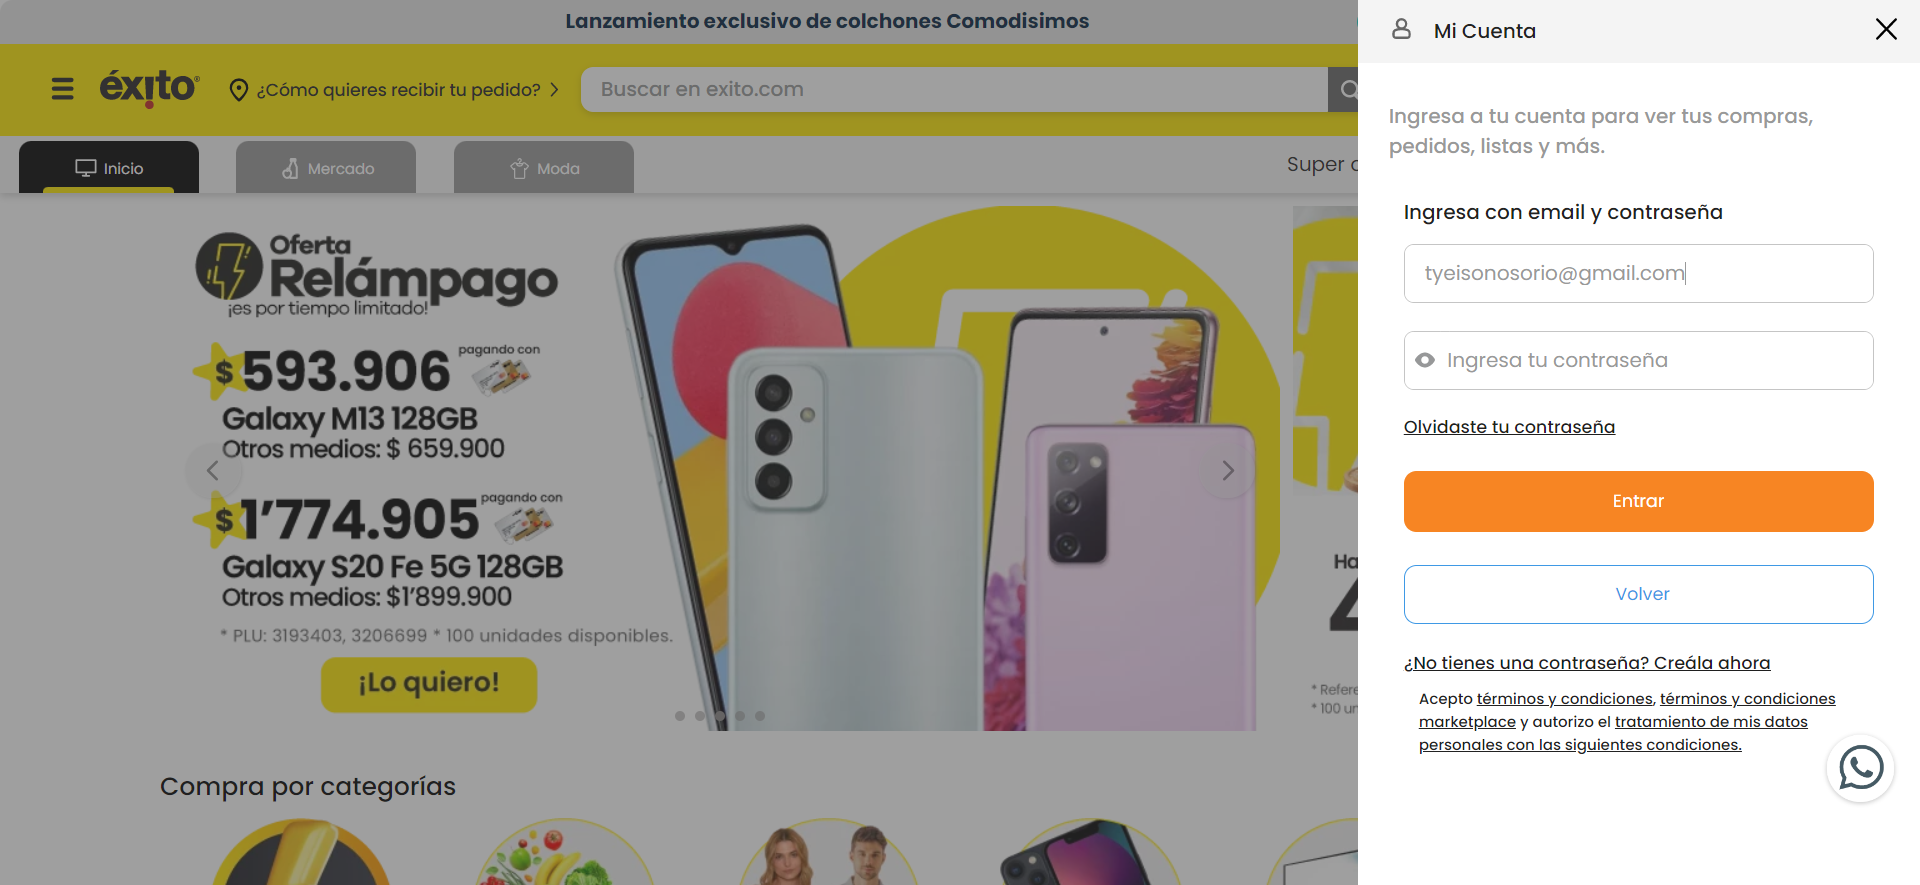 Lanzamiento exclusivo de colchones Comodisimos
éxito
¿Cómo quieres recibir tu pedido?
Buscar en exito.com
Inicio
Mercado
Moda
Super
Oferta
Relámpago
¡es por tiempo limitado!
$ 593.906 pagando con
Galaxy M13 128GB
Otros medios: $ 659.900
$ 1'774.905 pagando con
Galaxy S20 Fe 5G 128GB
Otros medios: $1'899.900
* PLU: 3193403, 3206699 * 100 unidades disponibles.
¡Lo quiero!
Compra por categorías
Mi Cuenta
Ingresa a tu cuenta para ver tus compras,
pedidos, listas y más.
Ingresa con email y contraseña
tyeisonosorio@gmail.com
Ingresa tu contraseña
Olvidaste tu contraseña
Entrar
Volver
¿No tienes una contraseña? Creála ahora
Acepto términos y condiciones, términos y condiciones
marketplace y autorizo el tratamiento de mis datos
personales con las siguientes condiciones.